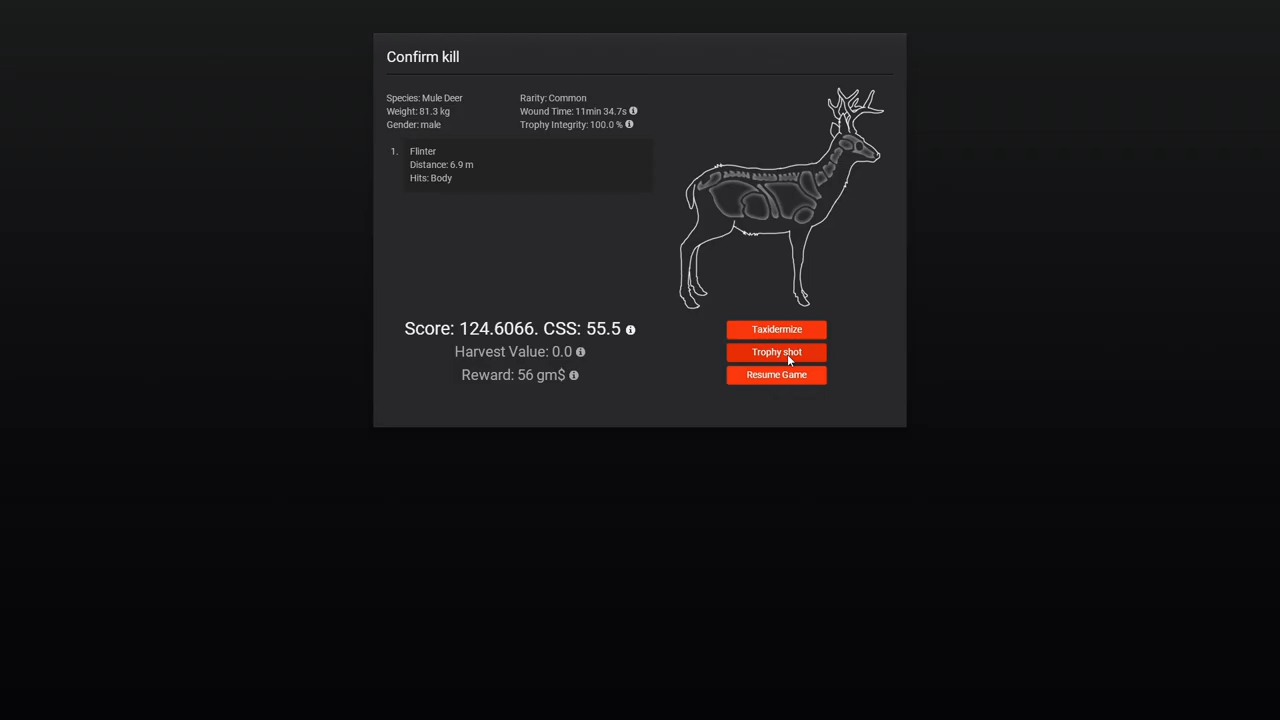 Confirm kill
Species: Mule Deer
Weight: 81.3 kg
Gender: male
Rarity: Common
Wound Time: 11min 34.7s
Trophy Integrity: 100.0 %
1. Flinter
Distance: 6.9 m
Hits: Body
Score: 124.6066. CSS: 55.5
Harvest Value: 0.0
Reward: 56 gm$
Taxidermize
Trophy shot
Resume Game